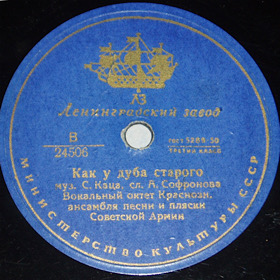 ЛЗ
Ленинградский завод
В
24506
ГОСТ 5289-50
Как у дуба старого
муз. С. Каца, сл. А. Софронова
Вокальный октет Краснозн.
ансамбля песни и пляски
Советской Армии
МИНИСТЕРСТВО КУЛЬТУРЫ СССР